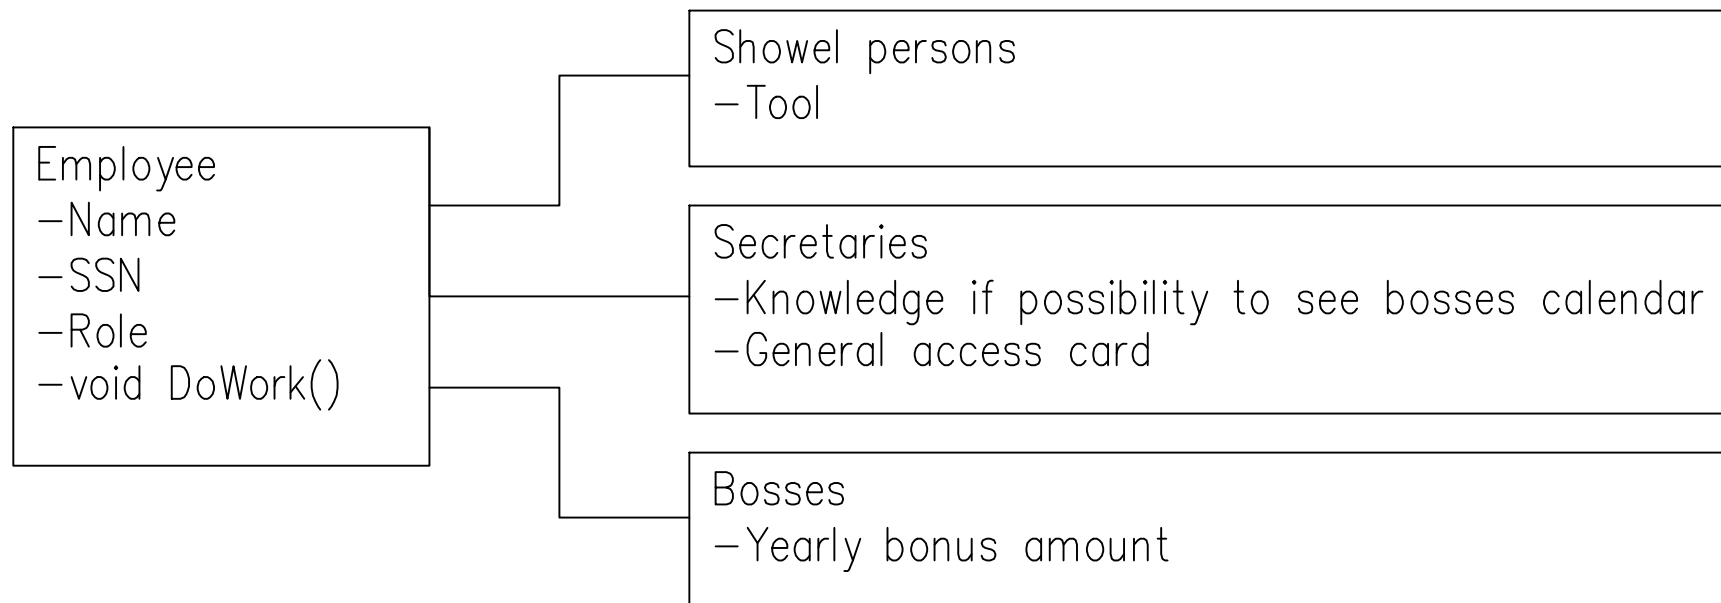 Showel persons
-Tool
Employee
-Name
-SSN
-Role
-void DoWork()
Secretaries
-Knowledge if possibility to see bosses calendar
-General access card
Bosses
-Yearly bonus amount